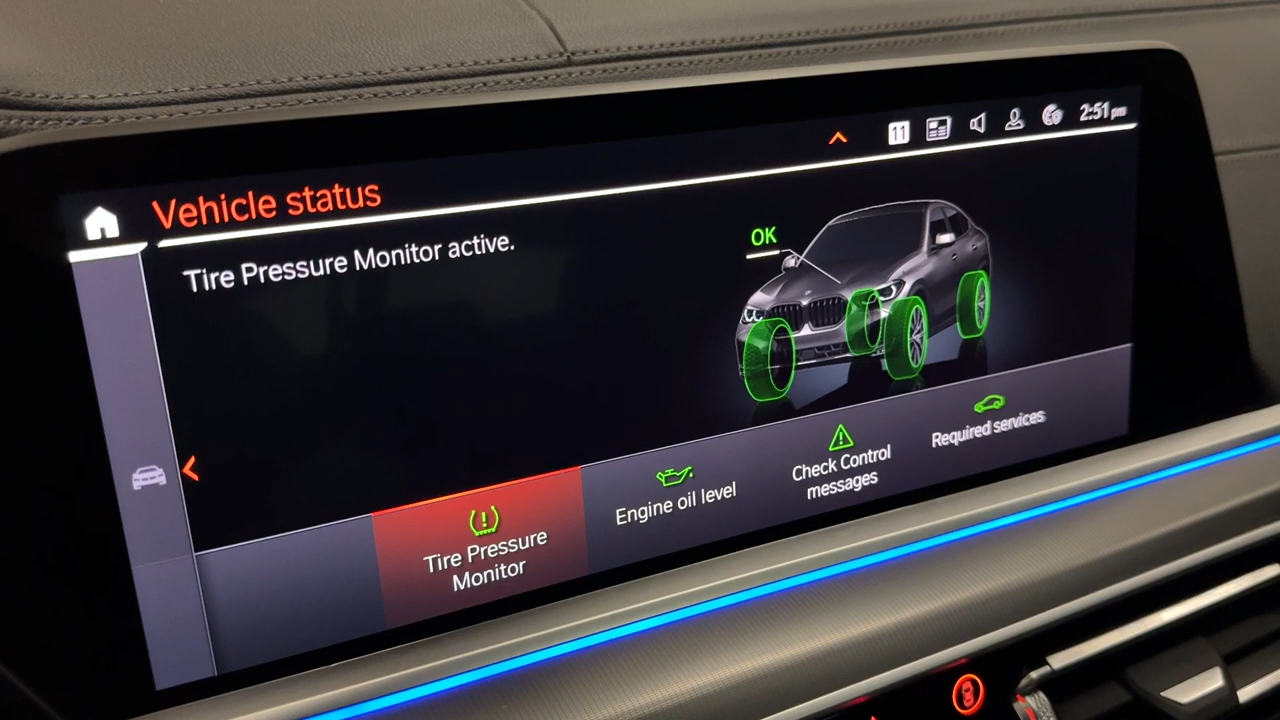 11
2:51 pm
Vehicle status
Tire Pressure Monitor active.
OK
Tire Pressure
Monitor
Engine oil level
Check Control
messages
Required services